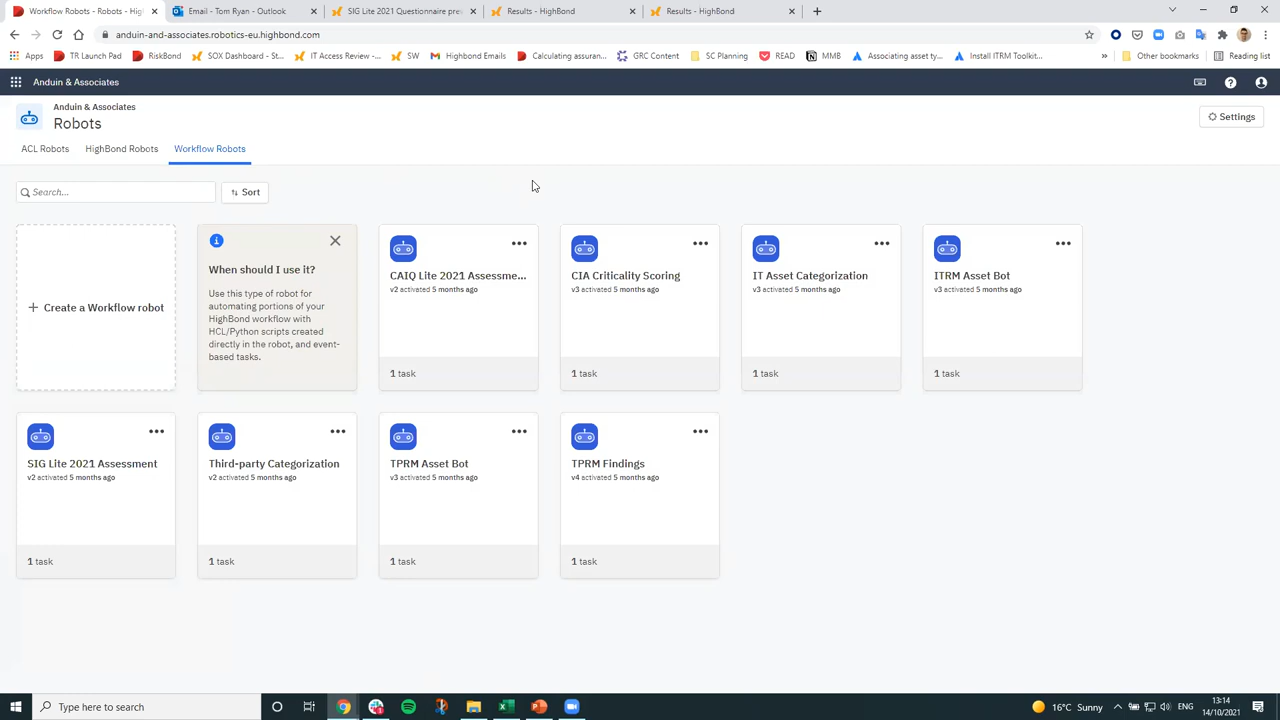 Workflow Robots - Robots - Hig
Email - Tom Ryan - Outlook
SIG Lite 2021 Questionnaire prev
Results - HighBond
Results - HighBond
anduin-and-associates.robotics-eu.highbond.com
Apps
TR Launch Pad
RiskBond
SOX Dashboard - St...
IT Access Review -...
SW
Highbond Emails
Calculating assuran...
GRC Content
SC Planning
READ
MMB
Associating asset ty...
Install ITRM Toolkit...
»
Other bookmarks
Reading list
Anduin & Associates
Anduin & Associates
Robots
Settings
ACL Robots
HighBond Robots
Workflow Robots
Search...
Sort
+ Create a Workflow robot
When should I use it?
Use this type of robot for
automating portions of your
HighBond workflow with
HCL/Python scripts created
directly in the robot, and event-
based tasks.
CAIQ Lite 2021 Assessme...
v2 activated 5 months ago
1 task
CIA Criticality Scoring
v3 activated 5 months ago
1 task
IT Asset Categorization
v3 activated 5 months ago
1 task
ITRM Asset Bot
v3 activated 5 months ago
1 task
SIG Lite 2021 Assessment
v2 activated 5 months ago
1 task
Third-party Categorization
v2 activated 5 months ago
1 task
TPRM Asset Bot
v3 activated 5 months ago
1 task
TPRM Findings
v4 activated 5 months ago
1 task
Type here to search
16°C Sunny
ENG
13:14
14/10/2021